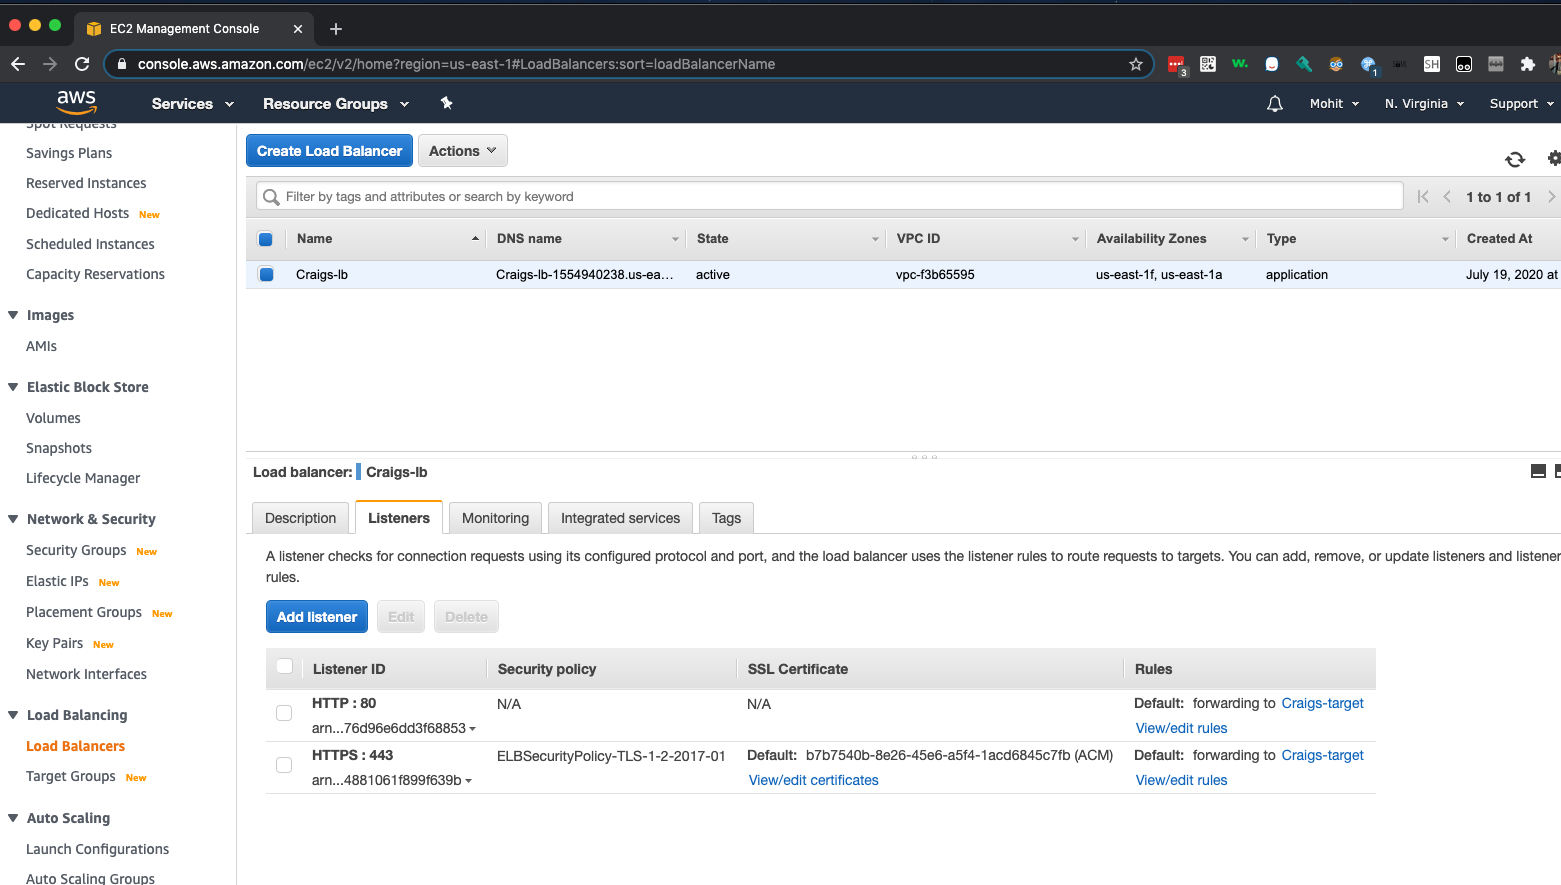 EC2 Management Console
console.aws.amazon.com/ec2/v2/home?region=us-east-1#LoadBalancers:sort=loadBalancerName
3
w.
1
SH
aws
Services
Resource Groups
Mohit
N. Virginia
Support
Spot Requests
Savings Plans
Reserved Instances
Dedicated Hosts New
Scheduled Instances
Capacity Reservations
Images
AMIs
Elastic Block Store
Volumes
Snapshots
Lifecycle Manager
Network & Security
Security Groups New
Elastic IPs New
Placement Groups New
Key Pairs New
Network Interfaces
Load Balancing
Load Balancers
Target Groups New
Auto Scaling
Launch Configurations
Auto Scaling Groups
Create Load Balancer
Actions
Filter by tags and attributes or search by keyword
1 to 1 of 1
Name DNS name State VPC ID Availability Zones Type Created At
Craigs-lb Craigs-lb-1554940238.us-ea... active vpc-f3b65595 us-east-1f, us-east-1a application July 19, 2020 at
Load balancer: Craigs-lb
Description Listeners Monitoring Integrated services Tags
A listener checks for connection requests using its configured protocol and port, and the load balancer uses the listener rules to route requests to targets. You can add, remove, or update listeners and listener
rules.
Add listener Edit Delete
Listener ID Security policy SSL Certificate Rules
HTTP : 80 N/A N/A Default: forwarding to Craigs-target
arn...76d96e6dd3f68853 View/edit rules
HTTPS : 443 ELBSecurityPolicy-TLS-1-2-2017-01 Default: b7b7540b-8e26-45e6-a5f4-1acd6845c7fb (ACM) Default: forwarding to Craigs-target
arn...4881061f899f639b View/edit certificates View/edit rules